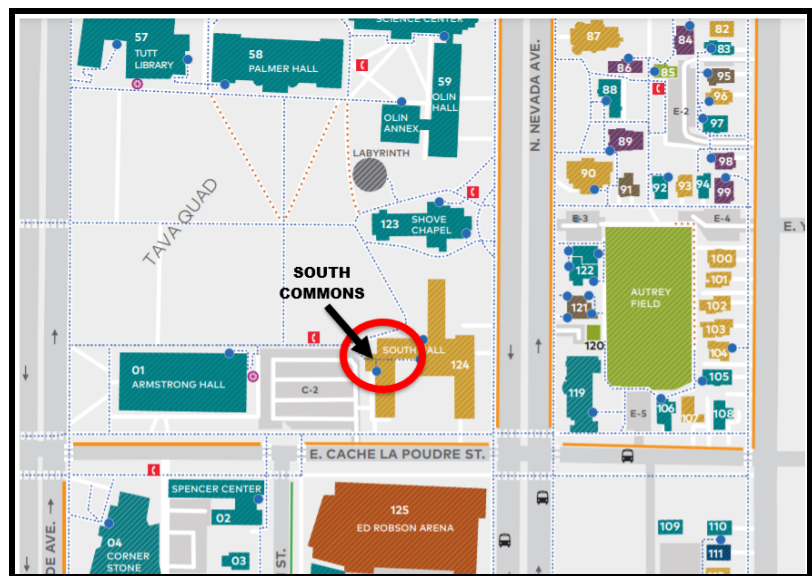 57
TUTT
LIBRARY
58
PALMER HALL
SCIENCE CENTER
59
OLIN
HALL
OLIN
ANNEX
LABYRINTH
TAVA QUAD
123
SHOVE
CHAPEL
SOUTH
COMMONS
SOUTH HALL
124
01
ARMSTRONG HALL
C-2
N. NEVADA AVE.
87
82
84
83
86
85
95
88
96
E-2
97
89
98
90
91
92
93
94
99
E-3
E-4
E. Y
122
100
101
121
AUTREY
FIELD
102
103
120
104
105
119
E-5
106
107
108
E. CACHE LA POUDRE ST.
SPENCER CENTER
02
04
CORNER
STONE
03
DE AVE.
ST.
125
ED ROBSON ARENA
109
110
111